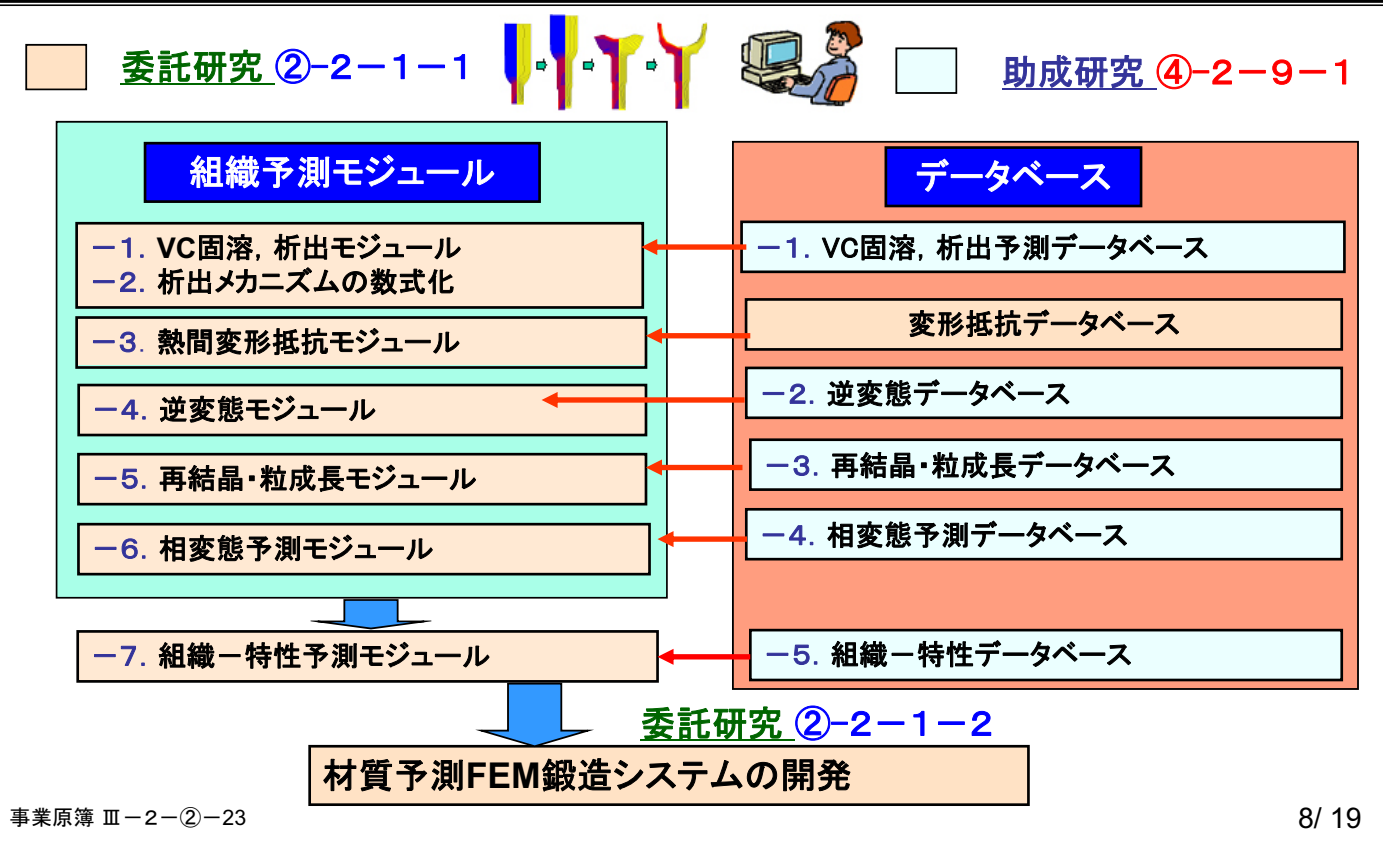 委託研究 ②-2-1-1
助成研究 ④-2-9-1
組織予測モジュール
-1. VC固溶, 析出モジュール
-2. 析出メカニズムの数式化
-3. 熱間変形抵抗モジュール
-4. 逆変態モジュール
-5. 再結晶・粒成長モジュール
-6. 相変態予測モジュール
-7. 組織-特性予測モジュール
データベース
-1. VC固溶, 析出予測データベース
変形抵抗データベース
-2. 逆変態データベース
-3. 再結晶・粒成長データベース
-4. 相変態予測データベース
-5. 組織-特性データベース
委託研究 ②-2-1-2
材質予測FEM鍛造システムの開発
事業原簿 Ⅲ-2-②-23
8/ 19